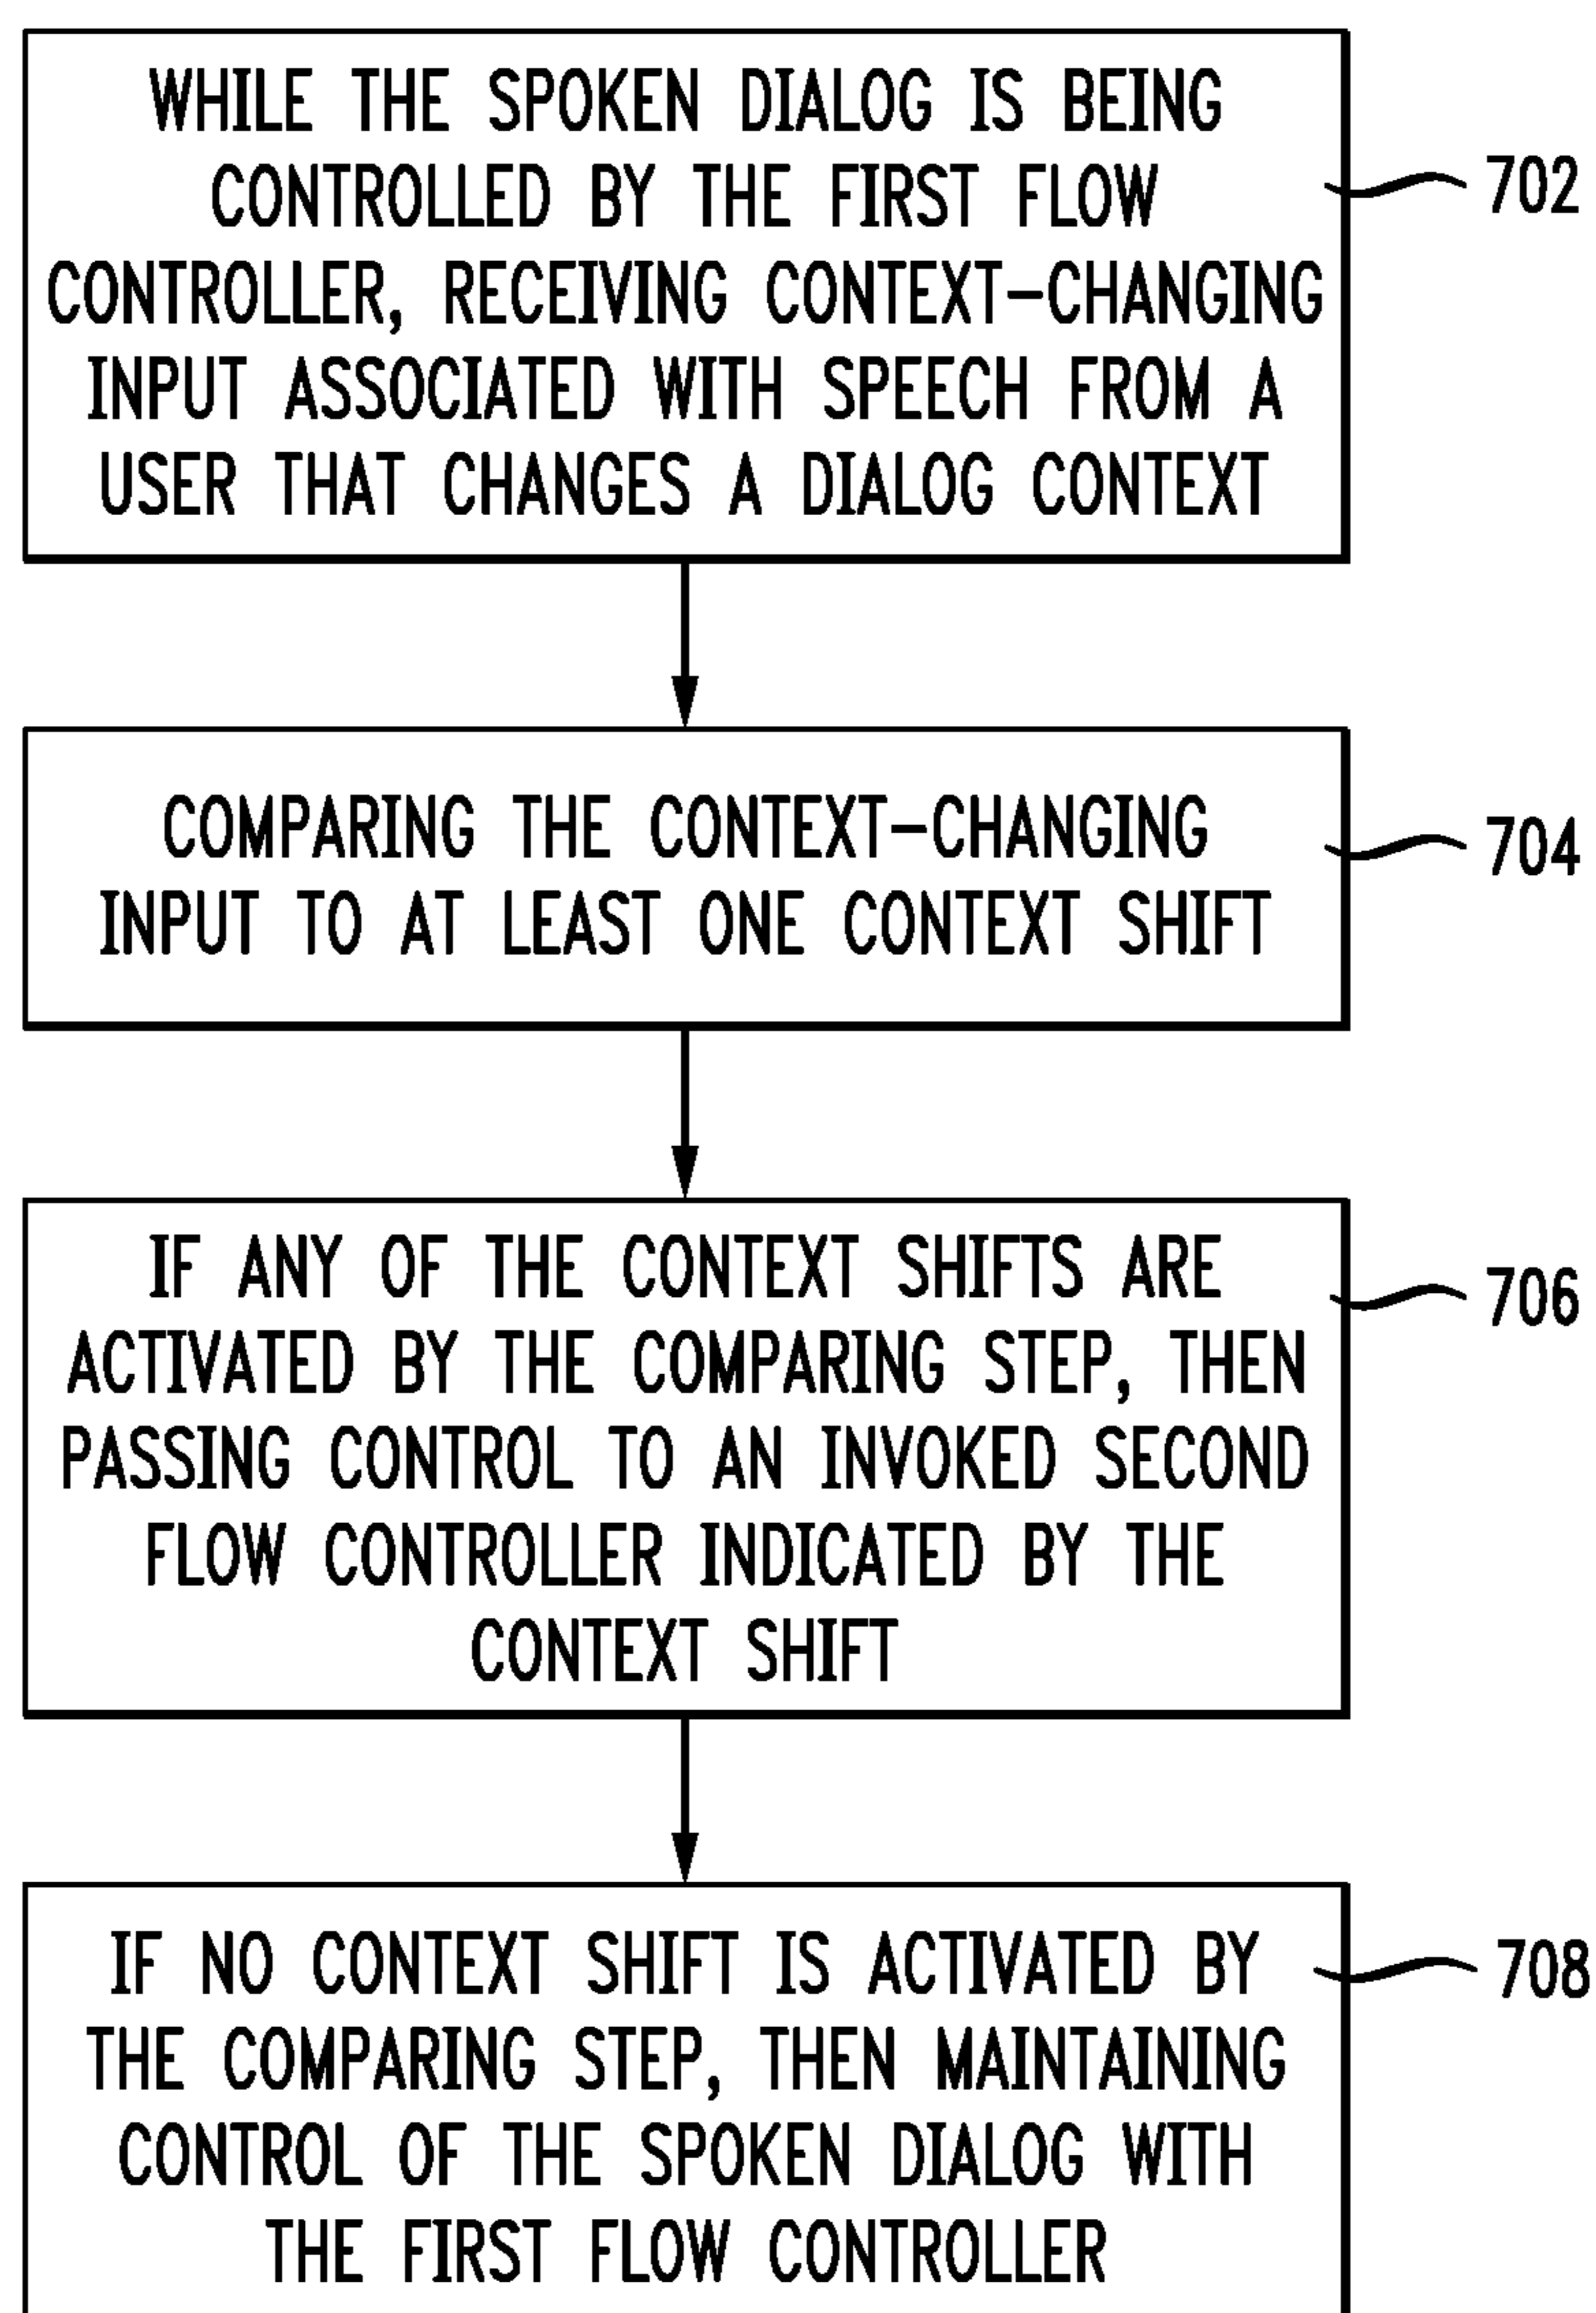 WHILE THE SPOKEN DIALOG IS BEING
CONTROLLED BY THE FIRST FLOW
CONTROLLER, RECEIVING CONTEXT-CHANGING
INPUT ASSOCIATED WITH SPEECH FROM A
USER THAT CHANGES A DIALOG CONTEXT
702
COMPARING THE CONTEXT-CHANGING
INPUT TO AT LEAST ONE CONTEXT SHIFT
704
IF ANY OF THE CONTEXT SHIFTS ARE
ACTIVATED BY THE COMPARING STEP, THEN
PASSING CONTROL TO AN INVOKED SECOND
FLOW CONTROLLER INDICATED BY THE
CONTEXT SHIFT
706
IF NO CONTEXT SHIFT IS ACTIVATED BY
THE COMPARING STEP, THEN MAINTAINING
CONTROL OF THE SPOKEN DIALOG WITH
THE FIRST FLOW CONTROLLER
708